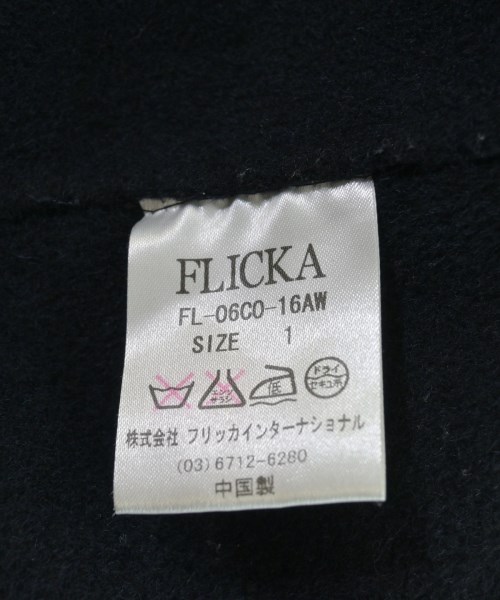 FLICKA
FL-06CO-16AW
SIZE 1
エンソサラシ 低 ドライ セキユ系
株式会社 フリッカインターナショナル
(03)6712-6280
中国製